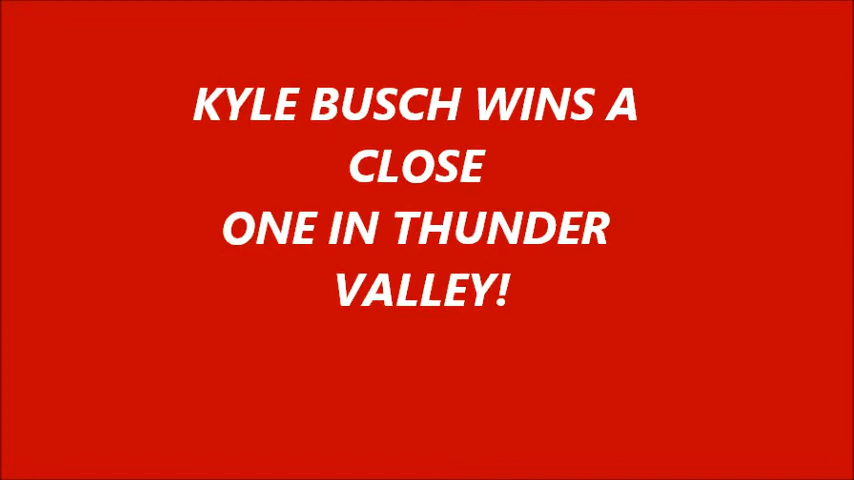 KYLE BUSCH WINS A
CLOSE
ONE IN THUNDER
VALLEY!